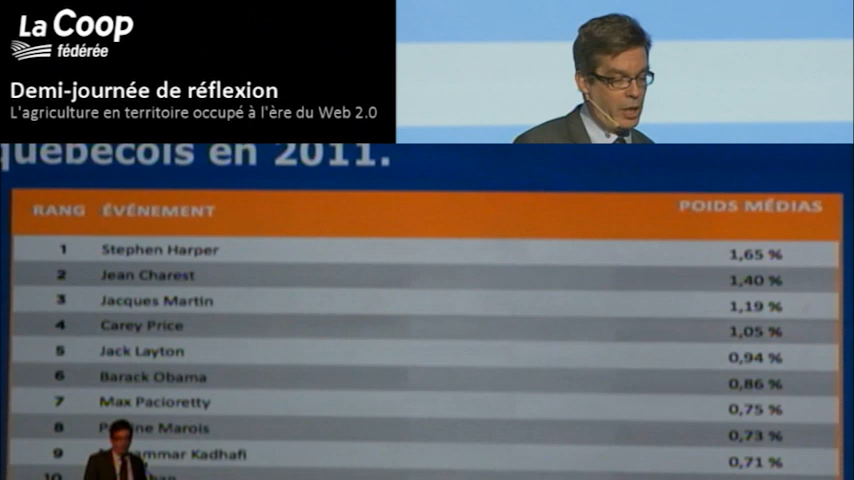 La Coop
fédérée
Demi-journée de réflexion
L'agriculture en territoire occupé à l'ère du Web 2.0
québécois en 2011.
RANG ÉVÉNEMENT POIDS MÉDIAS
1 Stephen Harper 1,65 %
2 Jean Charest 1,40 %
3 Jacques Martin 1,19 %
4 Carey Price 1,05 %
5 Jack Layton 0,94 %
6 Barack Obama 0,86 %
7 Max Pacioretty 0,75 %
8 Marois 0,73 %
9 Kadhafi 0,71 %
10